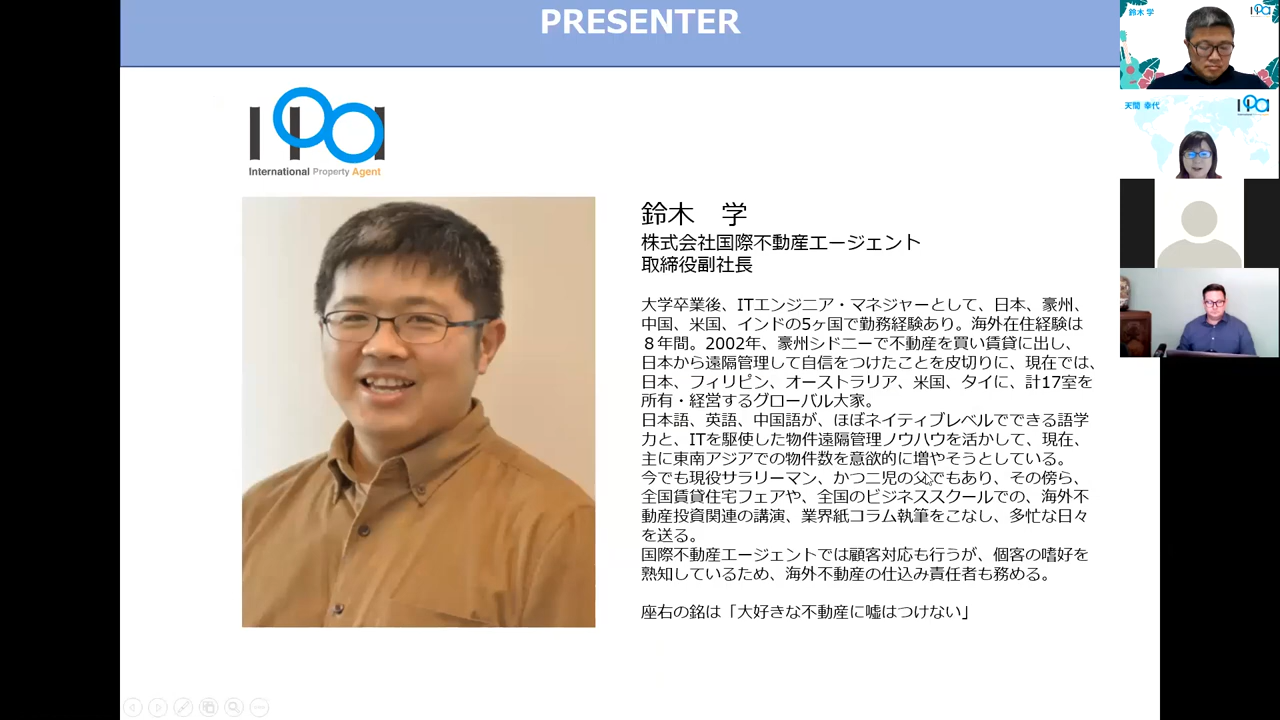 PRESENTER
IPa
International Property Agent
鈴木　学
株式会社国際不動産エージェント
取締役副社長
大学卒業後、ITエンジニア・マネジャーとして、日本、豪州、
中国、米国、インドの5ヶ国で勤務経験あり。海外在住経験は
８年間。2002年、豪州シドニーで不動産を買い賃貸に出し、
日本から遠隔管理して自信をつけたことを皮切りに、現在では、
日本、フィリピン、オーストラリア、米国、タイに、計17室を
所有・経営するグローバル大家。
日本語、英語、中国語が、ほぼネイティブレベルでできる語学
力と、ITを駆使した物件遠隔管理ノウハウを活かして、現在、
主に東南アジアでの物件数を意欲的に増やそうとしている。
今でも現役サラリーマン、かつ二児の父でもあり、その傍ら、
全国賃貸住宅フェアや、全国のビジネススクールでの、海外不
動産投資関連の講演、業界紙コラム執筆をこなし、多忙な日々
を送る。
国際不動産エージェントでは顧客対応も行うが、個客の嗜好を
熟知しているため、海外不動産の仕込み責任者も務める。
座右の銘は「大好きな不動産に嘘はつけない」
鈴木 学
IPa
天間 幸代
IPa